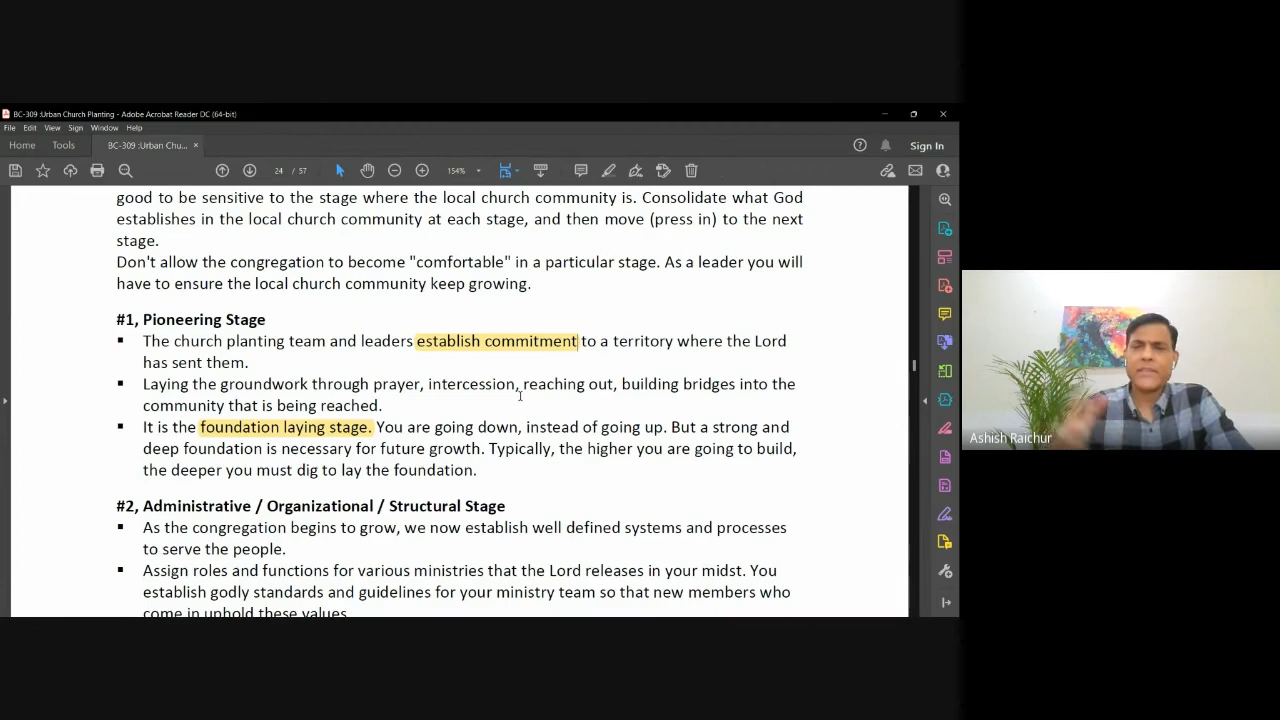 BC-309 :Urban Church Planting - Adobe Acrobat Reader DC (64-bit)
File Edit View Sign Window Help
Home Tools BC-309 :Urban Chu... × Sign In
24 / 57 154%
good to be sensitive to the stage where the local church community is. Consolidate what God
establishes in the local church community at each stage, and then move (press in) to the next
stage.
Don't allow the congregation to become "comfortable" in a particular stage. As a leader you will
have to ensure the local church community keep growing.
#1, Pioneering Stage
▪ The church planting team and leaders establish commitment to a territory where the Lord
has sent them.
▪ Laying the groundwork through prayer, intercession, reaching out, building bridges into the
community that is being reached.
▪ It is the foundation laying stage. You are going down, instead of going up. But a strong and
deep foundation is necessary for future growth. Typically, the higher you are going to build,
the deeper you must dig to lay the foundation.
#2, Administrative / Organizational / Structural Stage
▪ As the congregation begins to grow, we now establish well defined systems and processes
to serve the people.
▪ Assign roles and functions for various ministries that the Lord releases in your midst. You
establish godly standards and guidelines for your ministry team so that new members who
come in uphold these values.
Ashish Raichur